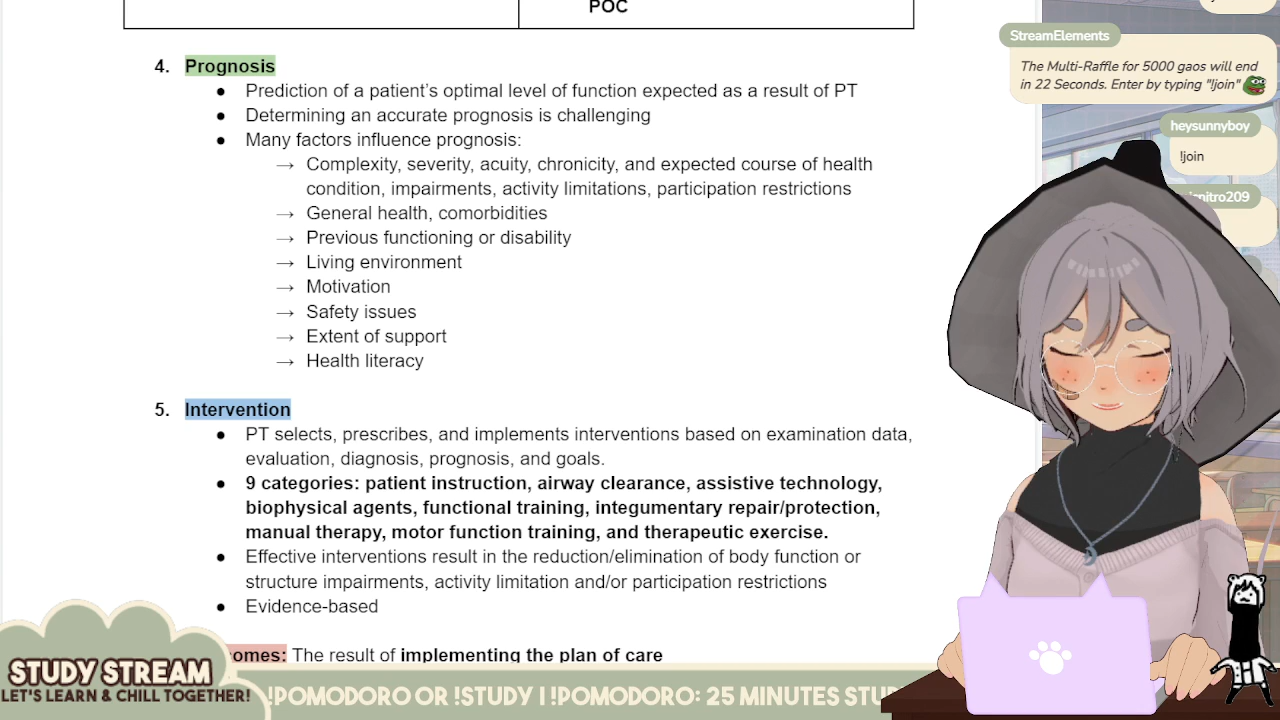 POC
4. Prognosis
● Prediction of a patient's optimal level of function expected as a result of PT
● Determining an accurate prognosis is challenging
● Many factors influence prognosis:
→ Complexity, severity, acuity, chronicity, and expected course of health
condition, impairments, activity limitations, participation restrictions
→ General health, comorbidities
→ Previous functioning or disability
→ Living environment
→ Motivation
→ Safety issues
→ Extent of support
→ Health literacy
5. Intervention
● PT selects, prescribes, and implements interventions based on examination data,
evaluation, diagnosis, prognosis, and goals.
● 9 categories: patient instruction, airway clearance, assistive technology,
biophysical agents, functional training, integumentary repair/protection,
manual therapy, motor function training, and therapeutic exercise.
● Effective interventions result in the reduction/elimination of body function or
structure impairments, activity limitation and/or participation restrictions
● Evidence-based
omes: The result of implementing the plan of care
StreamElements
The Multi-Raffle for 5000 gaos will end
in 22 Seconds. Enter by typing "!join"
heysunnyboy
!join
nitro209
STUDY STREAM
LET'S LEARN & CHILL TOGETHER!
!POMODORO OR !STUDY | !POMODORO: 25 MINUTES STU